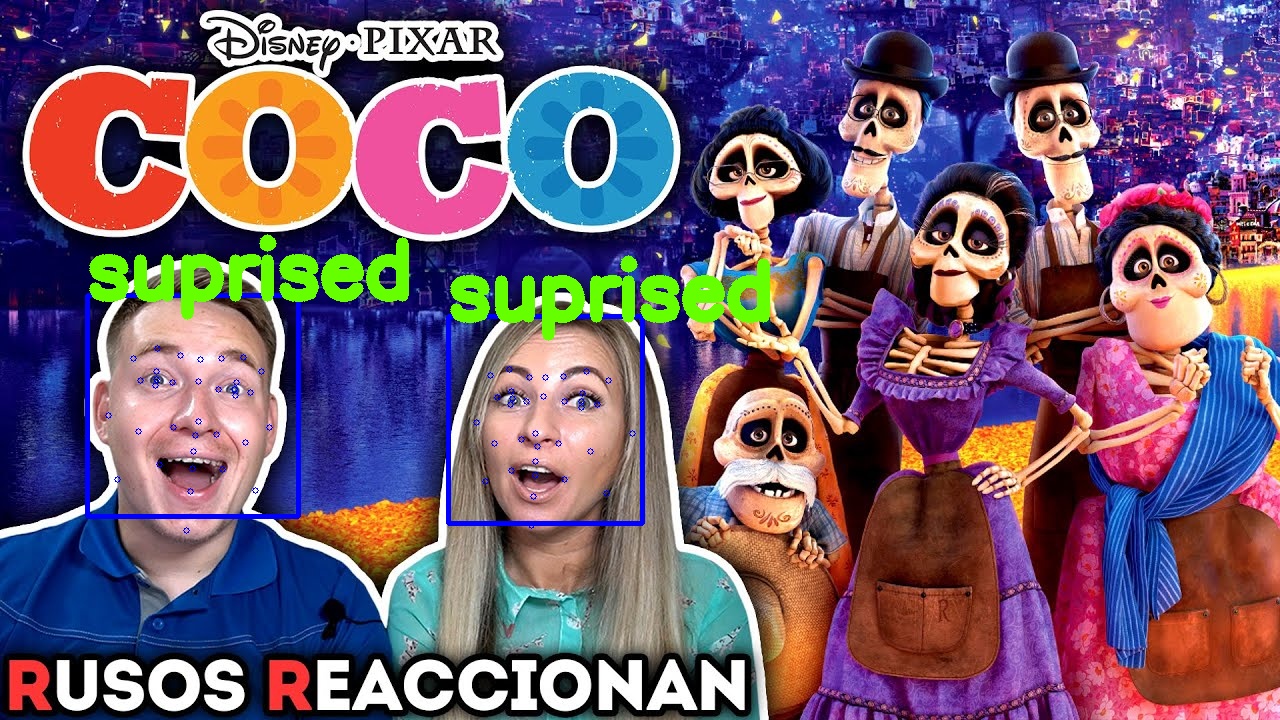 Disney·PIXAR
COCO
suprised
suprised
RUSOS REACCIONAN